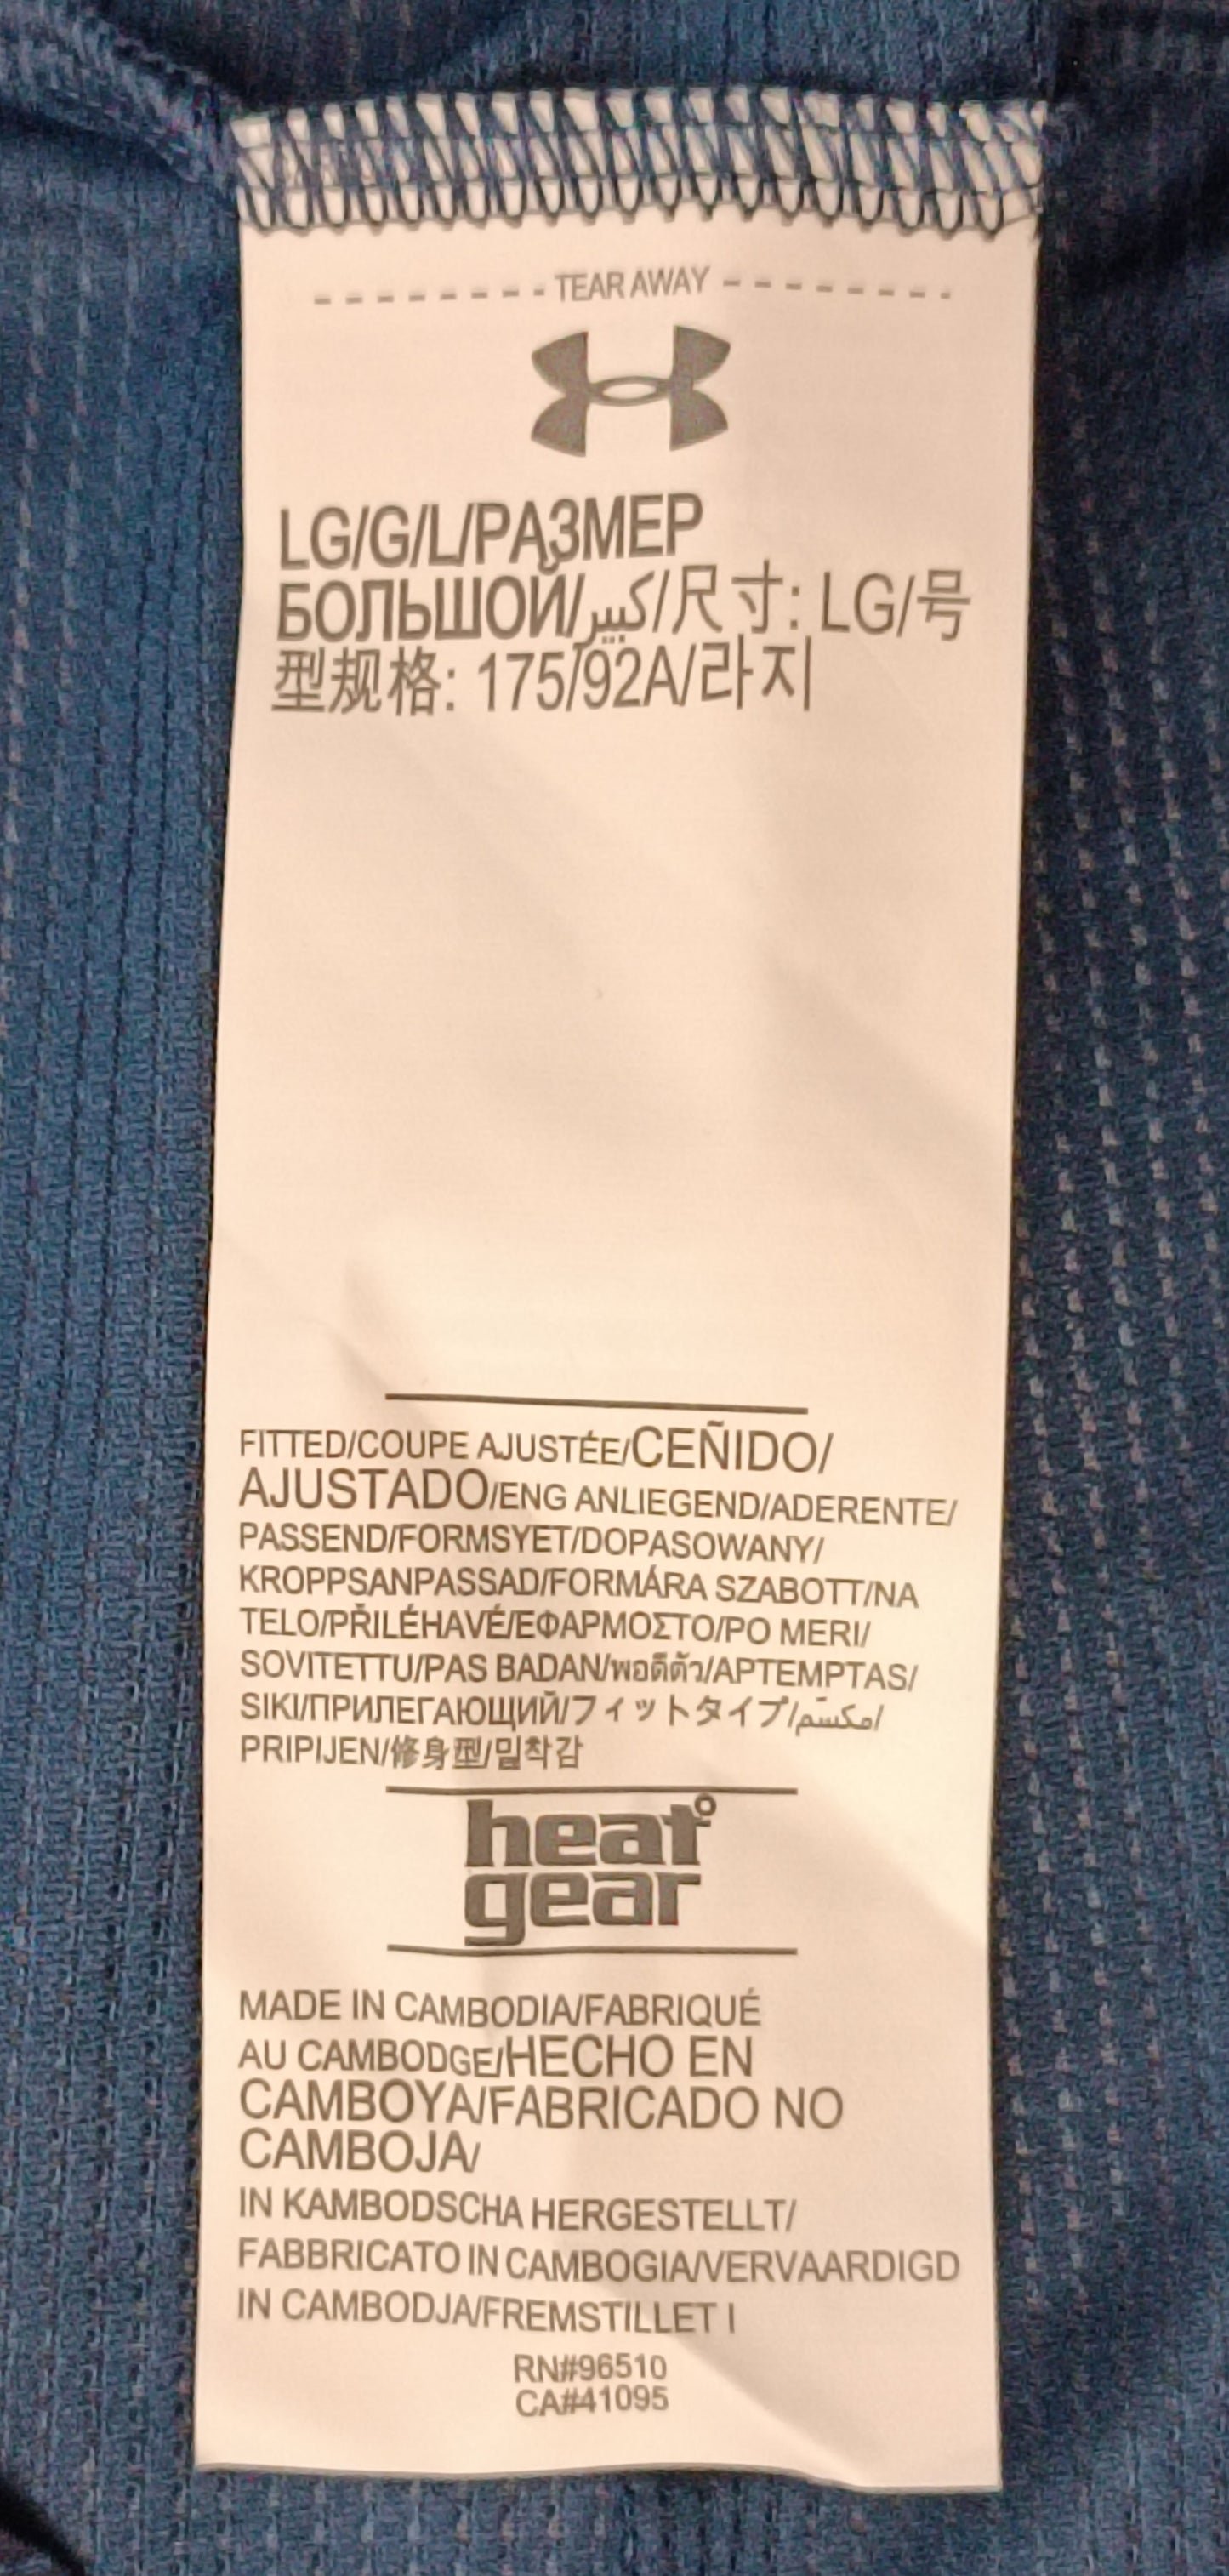 TEAR AWAY
LG/G/L/РАЗМЕР
БОЛЬШОЙ/كبير/尺寸: LG/号
型规格: 175/92A/라지
FITTED/COUPE AJUSTÉE/CEÑIDO/
AJUSTADO/ENG ANLIEGEND/ADERENTE/
PASSEND/FORMSYET/DOPASOWANY/
KROPPSANPASSAD/FORMÁRA SZABOTT/NA
TELO/PŘILÉHAVÉ/ΕΦΑΡΜΟΣΤΟ/PO MERI/
SOVITETTU/PAS BADAN/พอดีตัว/APTEMPTAS/
SIKI/ПРИЛЕГАЮЩИЙ/フィットタイプ/مكسّم/
PRIPIJEN/修身型/밀착감
heat
gear
MADE IN CAMBODIA/FABRIQUÉ
AU CAMBODGE/HECHO EN
CAMBOYA/FABRICADO NO
CAMBOJA/
IN KAMBODSCHA HERGESTELLT/
FABBRICATO IN CAMBOGIA/VERVAARDIGD
IN CAMBODJA/FREMSTILLET I
RN#96510
CA#41095